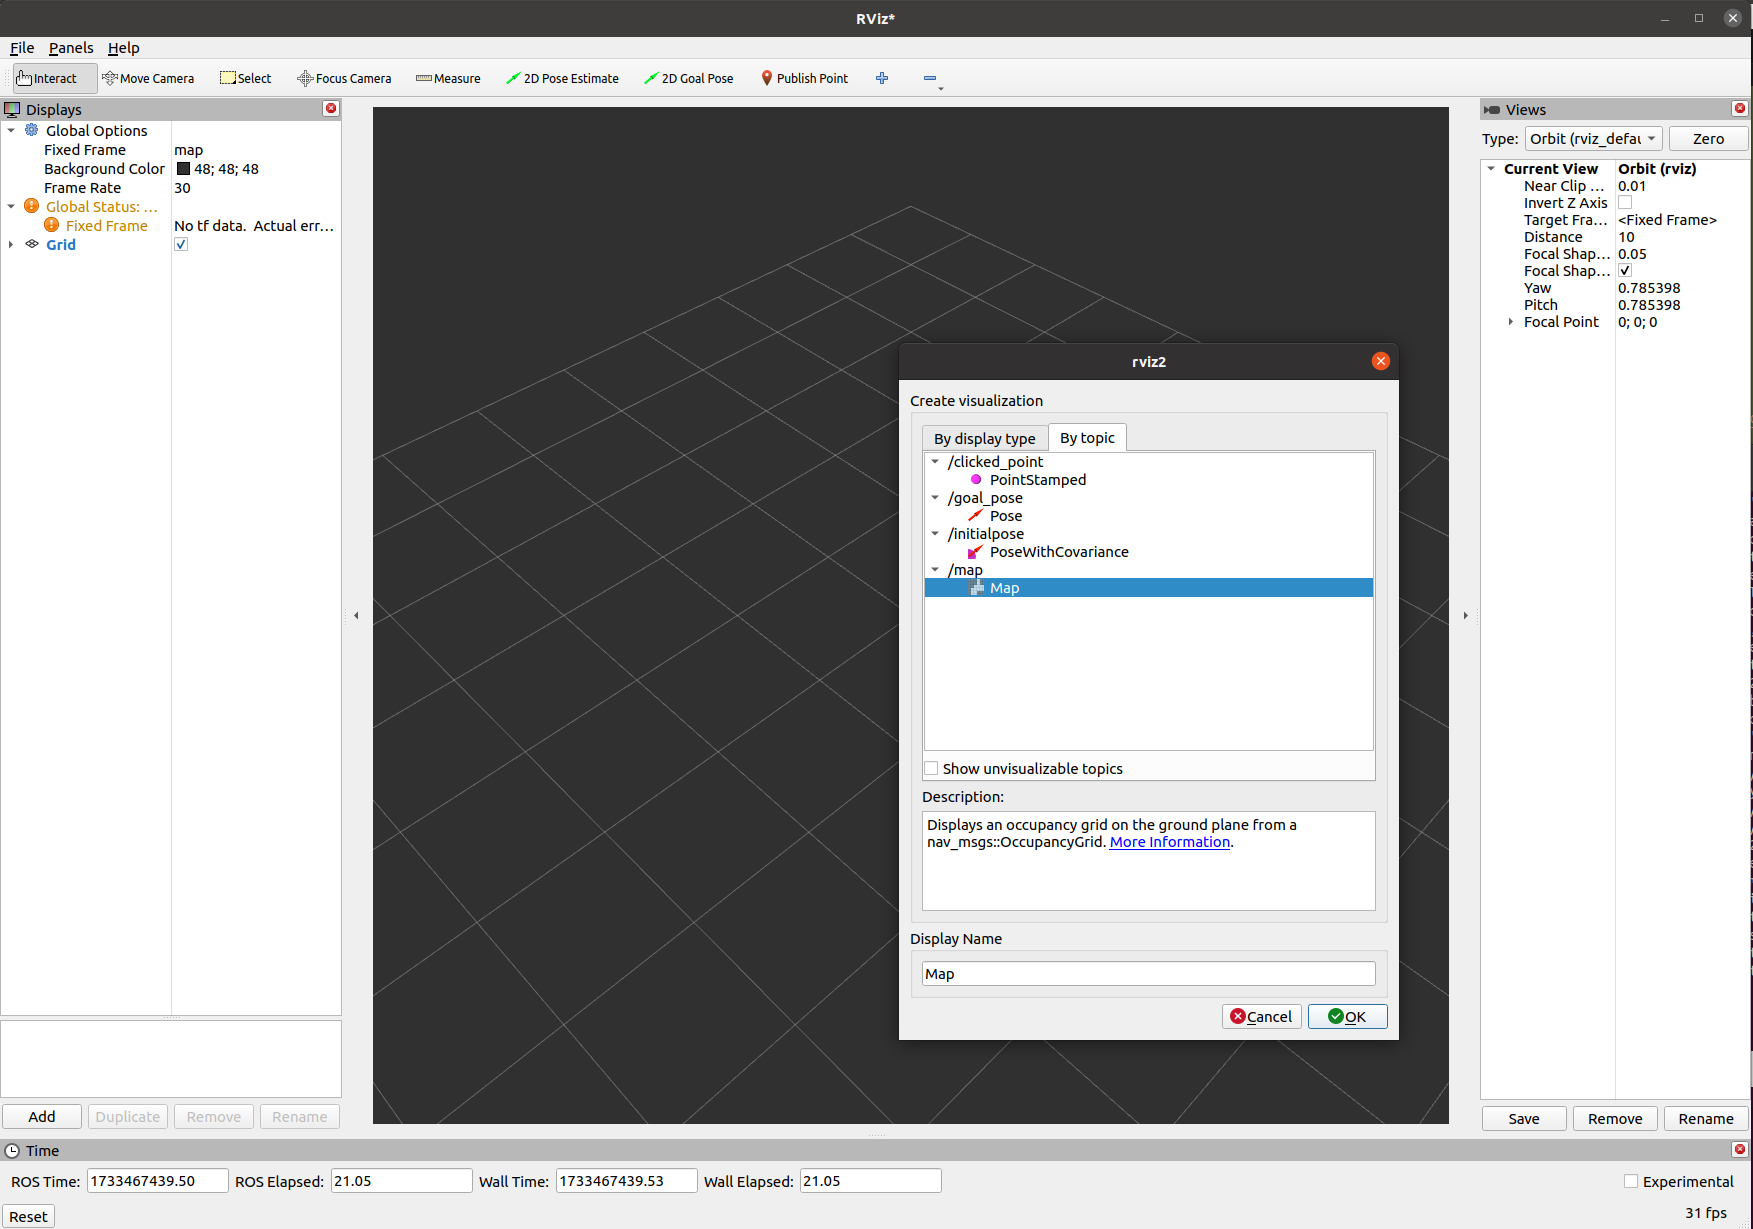 RViz*
File Panels Help
Interact Move Camera Select Focus Camera Measure 2D Pose Estimate 2D Goal Pose Publish Point
Displays
Global Options
Fixed Frame map
Background Color 48; 48; 48
Frame Rate 30
Global Status: ...
Fixed Frame No tf data. Actual err...
Grid
Add Duplicate Remove Rename
rviz2
Create visualization
By display type By topic
/clicked_point
PointStamped
/goal_pose
Pose
/initialpose
PoseWithCovariance
/map
Map
Show unvisualizable topics
Description:
Displays an occupancy grid on the ground plane from a
nav_msgs::OccupancyGrid. More Information.
Display Name
Map
Cancel OK
Views
Type: Orbit (rviz_defau Zero
Current View Orbit (rviz)
Near Clip ... 0.01
Invert Z Axis
Target Fra... <Fixed Frame>
Distance 10
Focal Shap... 0.05
Focal Shap...
Yaw 0.785398
Pitch 0.785398
Focal Point 0; 0; 0
Save Remove Rename
Time
ROS Time: 1733467439.50 ROS Elapsed: 21.05 Wall Time: 1733467439.53 Wall Elapsed: 21.05 Experimental
Reset 31 fps